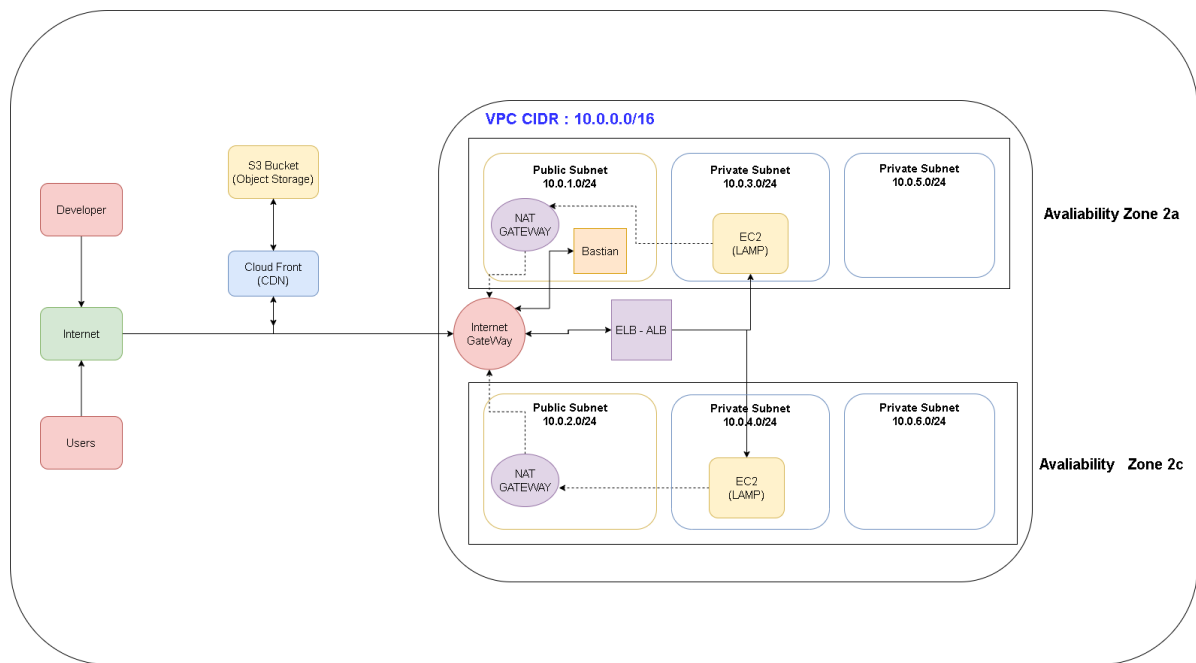 VPC CIDR : 10.0.0.0/16
S3 Bucket
(Object Storage)
Developer
Cloud Front
(CDN)
Internet
Users
Public Subnet
10.0.1.0/24
NAT
GATEWAY
Bastian
Private Subnet
10.0.3.0/24
EC2
(LAMP)
Private Subnet
10.0.5.0/24
Avaliability Zone 2a
Internet
GateWay
ELB - ALB
Public Subnet
10.0.2.0/24
NAT
GATEWAY
Private Subnet
10.0.4.0/24
EC2
(LAMP)
Private Subnet
10.0.6.0/24
Avaliability Zone 2c